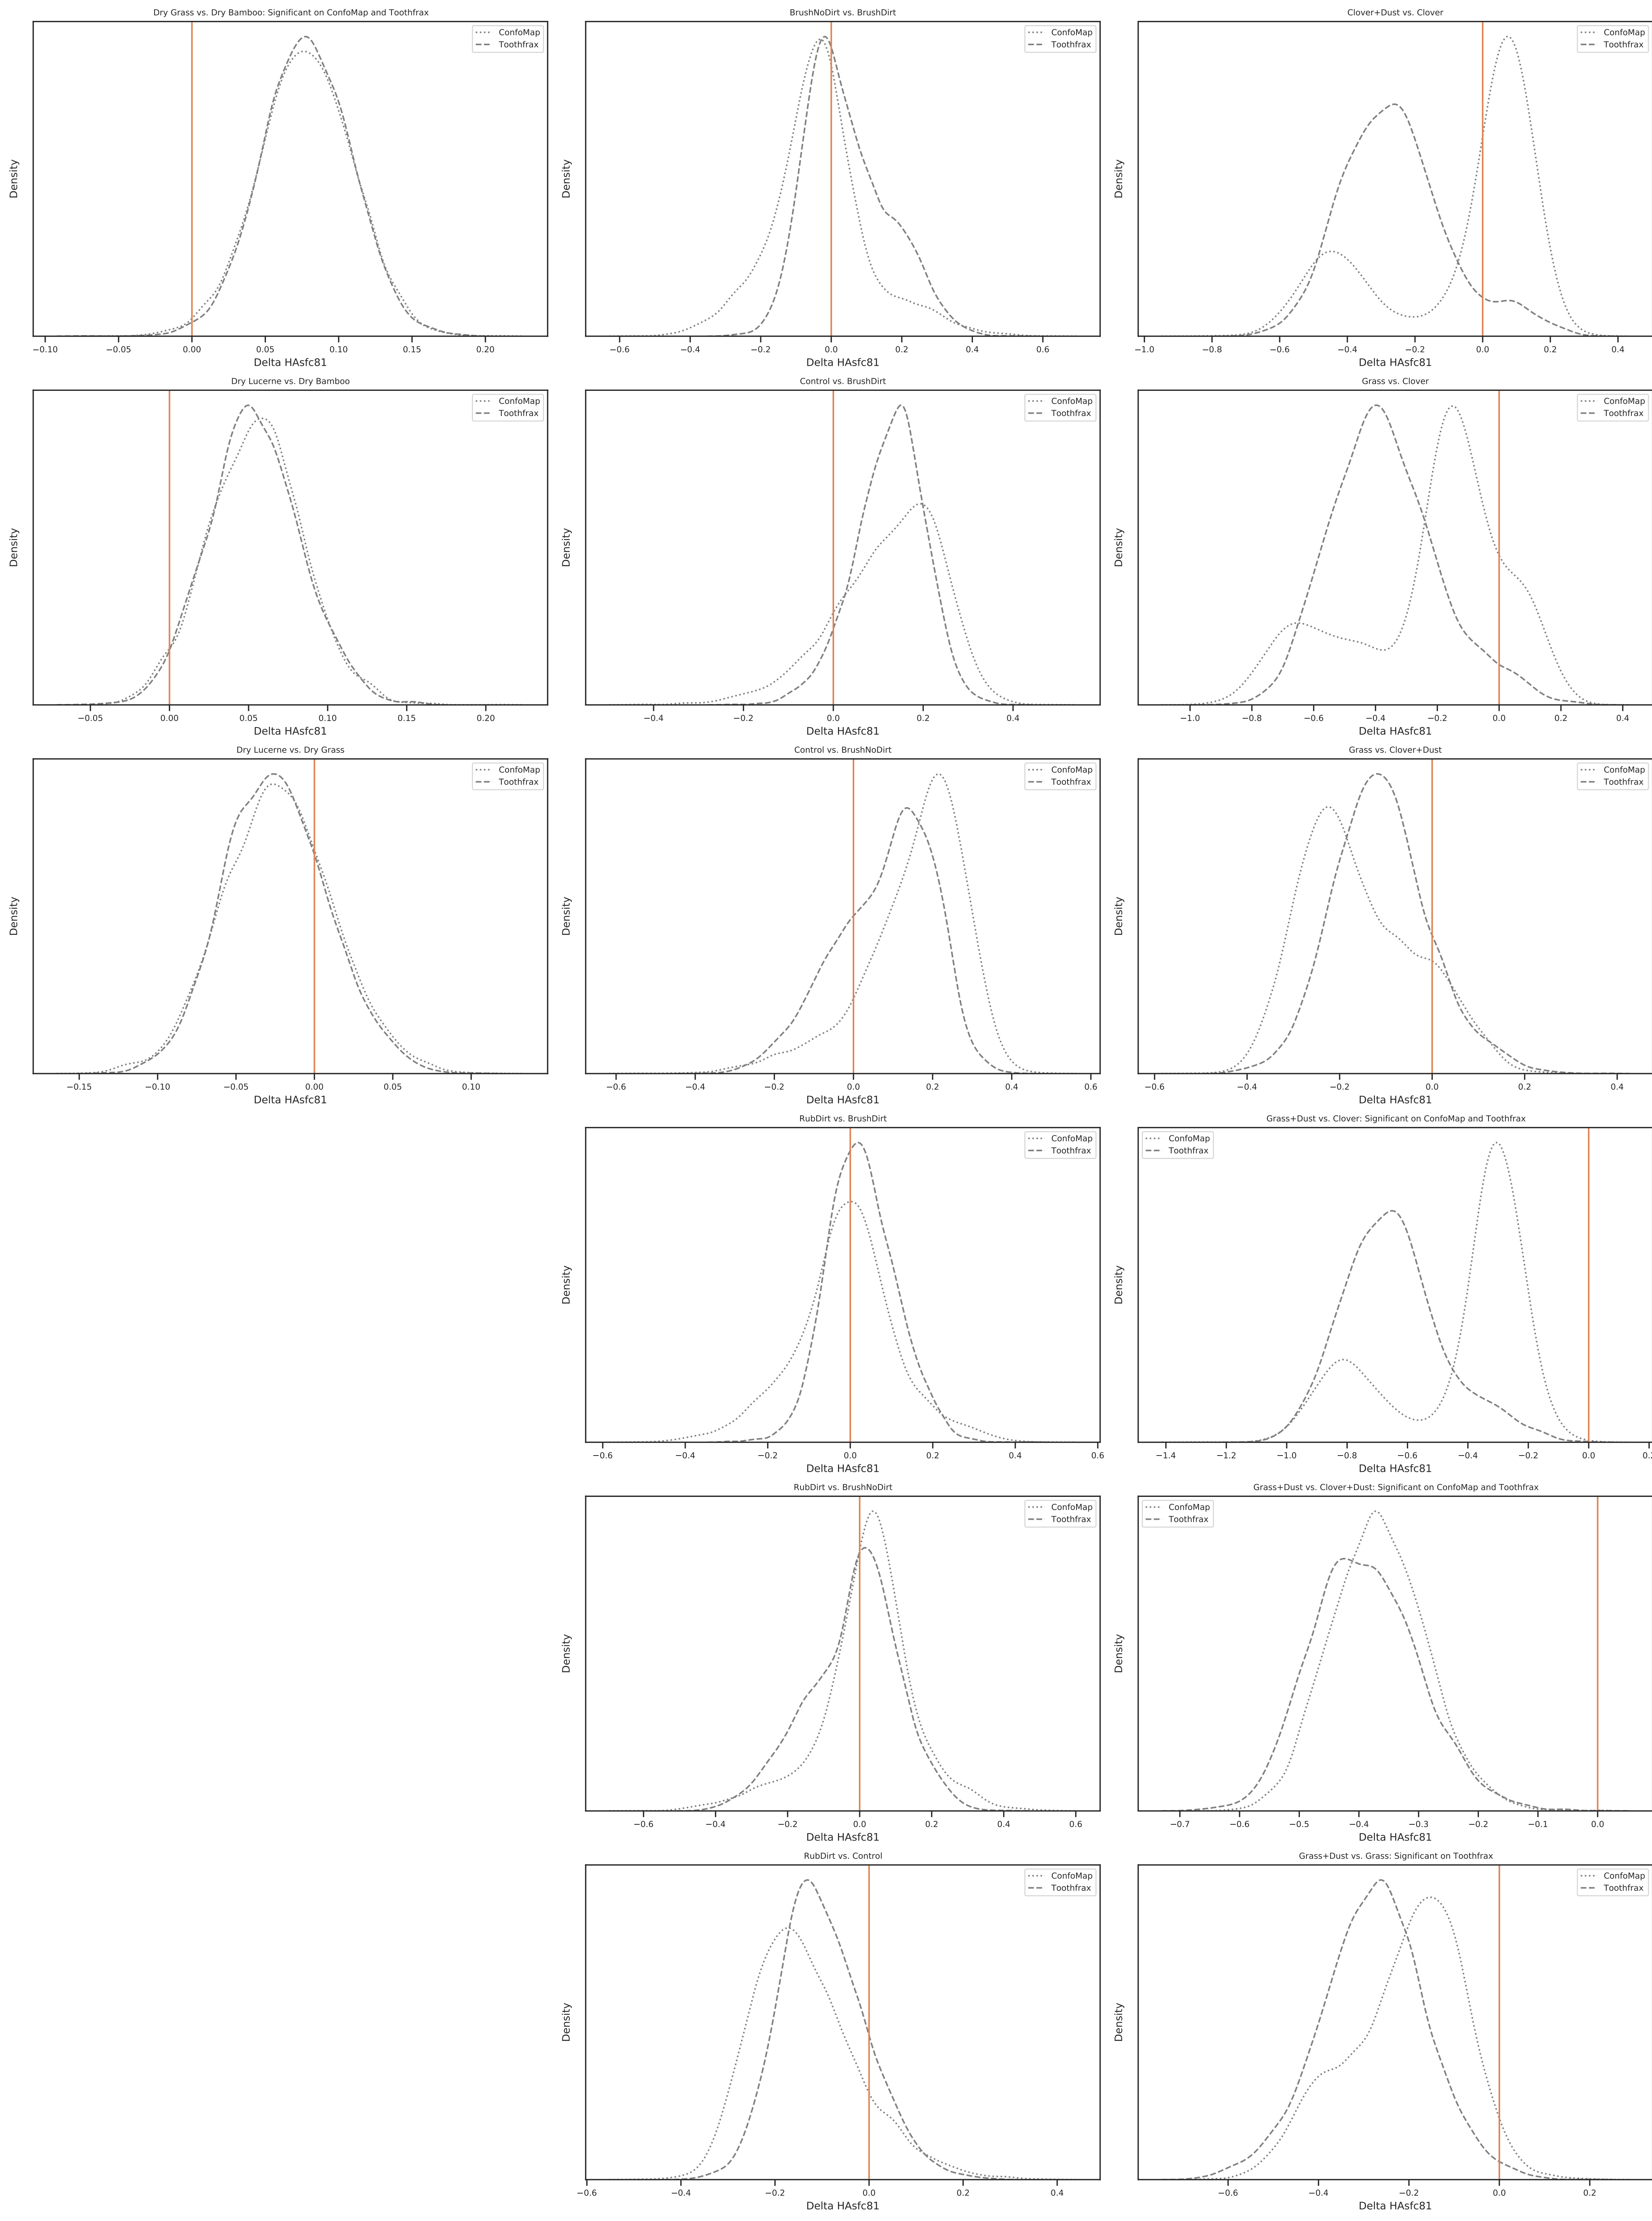 Dry Grass vs. Dry Bamboo: Significant on ConfoMap and Toothfrax
ConfoMap
Toothfrax
Density
−0.10 −0.05 0.00 0.05 0.10 0.15 0.20
Delta HAsfc81
BrushNoDirt vs. BrushDirt
ConfoMap
Toothfrax
Density
−0.6 −0.4 −0.2 0.0 0.2 0.4 0.6
Delta HAsfc81
Clover+Dust vs. Clover
ConfoMap
Toothfrax
Density
−1.0 −0.8 −0.6 −0.4 −0.2 0.0 0.2 0.4
Delta HAsfc81
Dry Lucerne vs. Dry Bamboo
ConfoMap
Toothfrax
Density
−0.05 0.00 0.05 0.10 0.15 0.20
Delta HAsfc81
Control vs. BrushDirt
ConfoMap
Toothfrax
Density
−0.4 −0.2 0.0 0.2 0.4
Delta HAsfc81
Grass vs. Clover
ConfoMap
Toothfrax
Density
−1.0 −0.8 −0.6 −0.4 −0.2 0.0 0.2 0.4
Delta HAsfc81
Dry Lucerne vs. Dry Grass
ConfoMap
Toothfrax
Density
−0.15 −0.10 −0.05 0.00 0.05 0.10
Delta HAsfc81
Control vs. BrushNoDirt
ConfoMap
Toothfrax
Density
−0.6 −0.4 −0.2 0.0 0.2 0.4 0.6
Delta HAsfc81
Grass vs. Clover+Dust
ConfoMap
Toothfrax
Density
−0.6 −0.4 −0.2 0.0 0.2 0.4
Delta HAsfc81
RubDirt vs. BrushDirt
ConfoMap
Toothfrax
Density
−0.6 −0.4 −0.2 0.0 0.2 0.4 0.6
Delta HAsfc81
Grass+Dust vs. Clover: Significant on ConfoMap and Toothfrax
ConfoMap
Toothfrax
Density
−1.4 −1.2 −1.0 −0.8 −0.6 −0.4 −0.2 0.0
Delta HAsfc81
RubDirt vs. BrushNoDirt
ConfoMap
Toothfrax
Density
−0.6 −0.4 −0.2 0.0 0.2 0.4 0.6
Delta HAsfc81
Grass+Dust vs. Clover+Dust: Significant on ConfoMap and Toothfrax
ConfoMap
Toothfrax
Density
−0.7 −0.6 −0.5 −0.4 −0.3 −0.2 −0.1 0.0
Delta HAsfc81
RubDirt vs. Control
ConfoMap
Toothfrax
Density
−0.6 −0.4 −0.2 0.0 0.2 0.4
Delta HAsfc81
Grass+Dust vs. Grass: Significant on Toothfrax
ConfoMap
Toothfrax
Density
−0.6 −0.4 −0.2 0.0 0.2
Delta HAsfc81